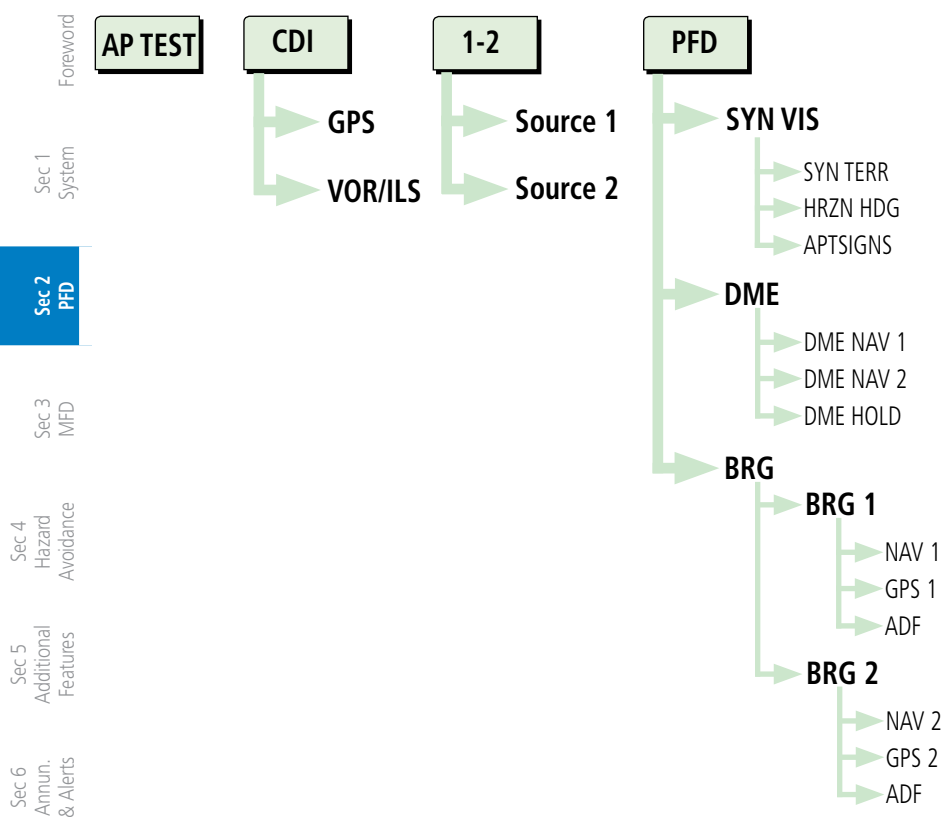 Foreword
Sec 1
System
Sec 2
PFD
Sec 3
MFD
Sec 4
Hazard
Avoidance
Sec 5
Additional
Features
Sec 6
Annun.
& Alerts
AP TEST
CDI
GPS
VOR/ILS
1-2
Source 1
Source 2
PFD
SYN VIS
SYN TERR
HRZN HDG
APTSIGNS
DME
DME NAV 1
DME NAV 2
DME HOLD
BRG
BRG 1
NAV 1
GPS 1
ADF
BRG 2
NAV 2
GPS 2
ADF